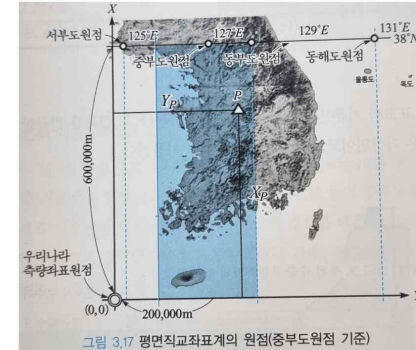 X
서부도원점
125°E
127°E
129°E
131°E
38°N
중부도원점
동부도원점
동해도원점
울릉도
독도
Y_P
P
600,000m
X_P
우리나라
측량좌표원점
(0,0)
200,000m
그림 3.17 평면직교좌표계의 원점(중부도원점 기준)